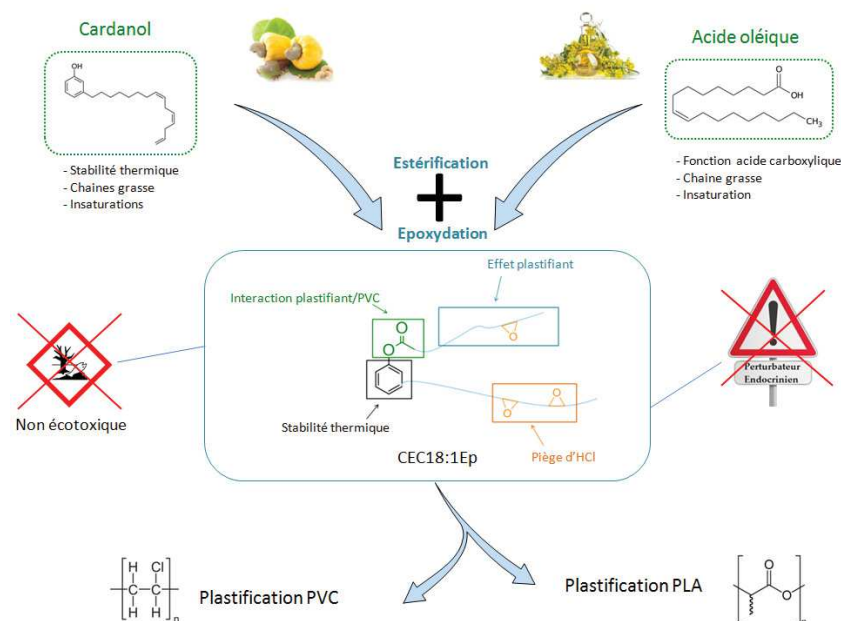 Cardanol
Acide oléique
OH
O
OH
CH3
- Stabilité thermique
- Chaines grasse
- Insaturations
Estérification
+
Epoxydation
- Fonction acide carboxylique
- Chaine grasse
- Insaturation
Effet plastifiant
Interaction plastifiant/PVC
O
O
O
Perturbateur
Endocrinien
Non écotoxique
O
O
Stabilité thermique
Piège d'HCl
CEC18:1Ep
H Cl
C C
H H
n
Plastification PVC
Plastification PLA
O
O
n